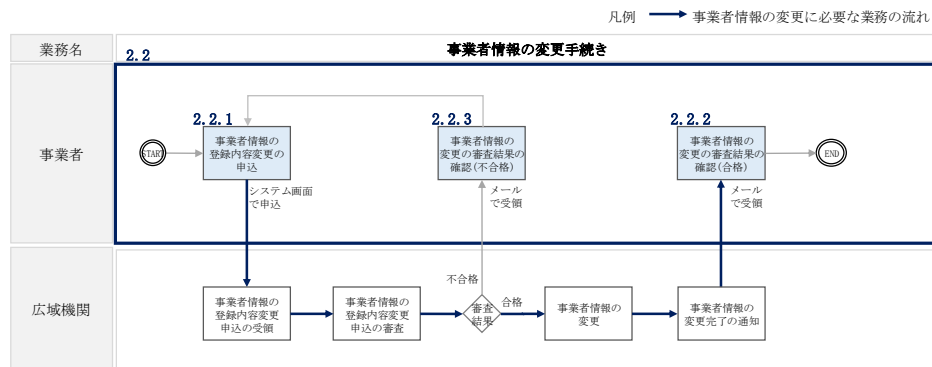 凡例 事業者情報の変更に必要な業務の流れ
業務名
2.2
事業者情報の変更手続き
事業者
START
2.2.1
事業者情報の
登録内容変更の
申込
システム画面
で申込
2.2.3
事業者情報の
変更の審査結果の
確認(不合格)
メール
で受領
2.2.2
事業者情報の
変更の審査結果の
確認(合格)
メール
で受領
END
広域機関
事業者情報の
登録内容変更
申込の受領
事業者情報の
登録内容変更
申込の審査
不合格
審査
結果
合格
事業者情報の
変更
事業者情報の
変更完了の通知